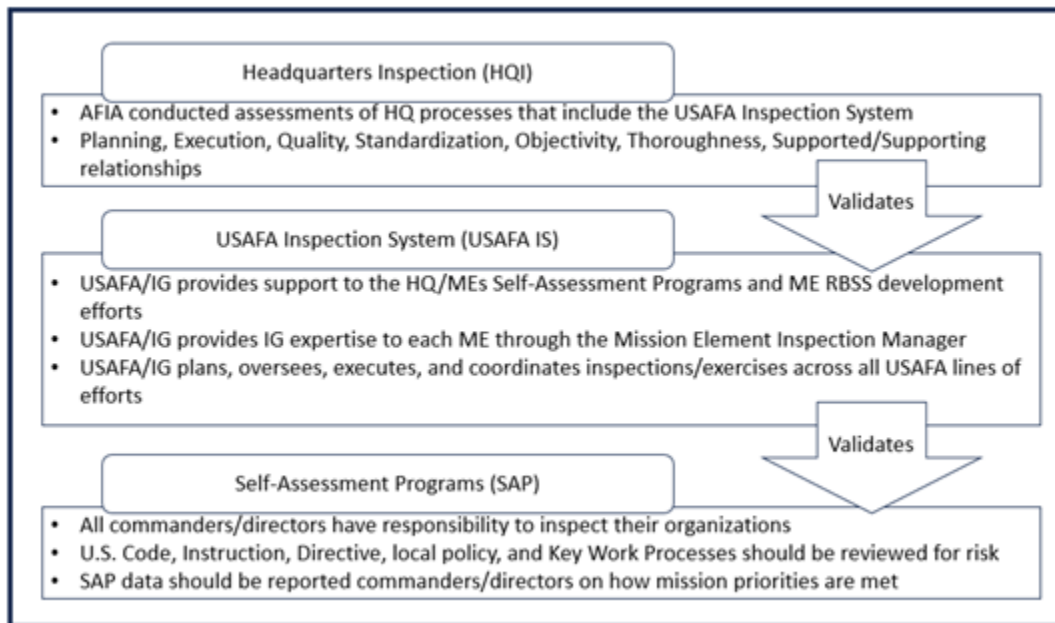 Headquarters Inspection (HQI)
• AFIA conducted assessments of HQ processes that include the USAFA Inspection System
• Planning, Execution, Quality, Standardization, Objectivity, Thoroughness, Supported/Supporting
relationships
Validates
USAFA Inspection System (USAFA IS)
• USAFA/IG provides support to the HQ/MEs Self-Assessment Programs and ME RBSS development
efforts
• USAFA/IG provides IG expertise to each ME through the Mission Element Inspection Manager
• USAFA/IG plans, oversees, executes, and coordinates inspections/exercises across all USAFA lines of
efforts
Validates
Self-Assessment Programs (SAP)
• All commanders/directors have responsibility to inspect their organizations
• U.S. Code, Instruction, Directive, local policy, and Key Work Processes should be reviewed for risk
• SAP data should be reported commanders/directors on how mission priorities are met